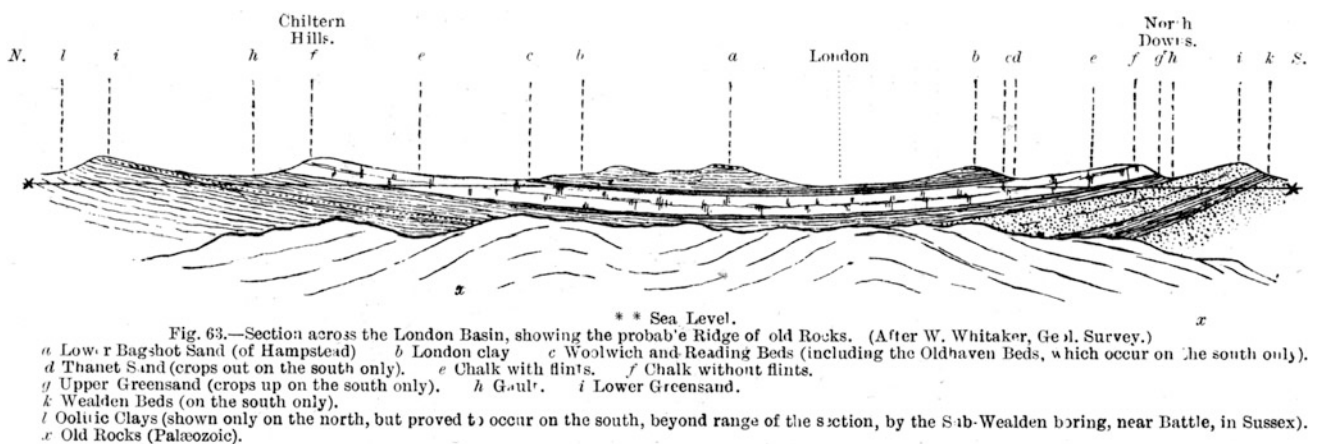 Chiltern Hills.
North Downs.
N. l i h f e c b a London b cd e f g h i k S.
x
x
* * Sea Level.
Fig. 63.—Section across the London Basin, showing the probab'e Ridge of old Rocks. (After W. Whitaker, Geol. Survey.)
a Lower Bagshot Sand (of Hampstead) b London clay c Woolwich and Reading Beds (including the Oldhaven Beds, which occur on the south only).
d Thanet Sand (crops out on the south only). e Chalk with flints. f Chalk without flints.
g Upper Greensand (crops up on the south only). h Gault. i Lower Greensand.
k Wealden Beds (on the south only).
l Oolitic Clays (shown only on the north, but proved to occur on the south, beyond range of the section, by the Sub-Wealden boring, near Battle, in Sussex).
x Old Rocks (Palæozoic).